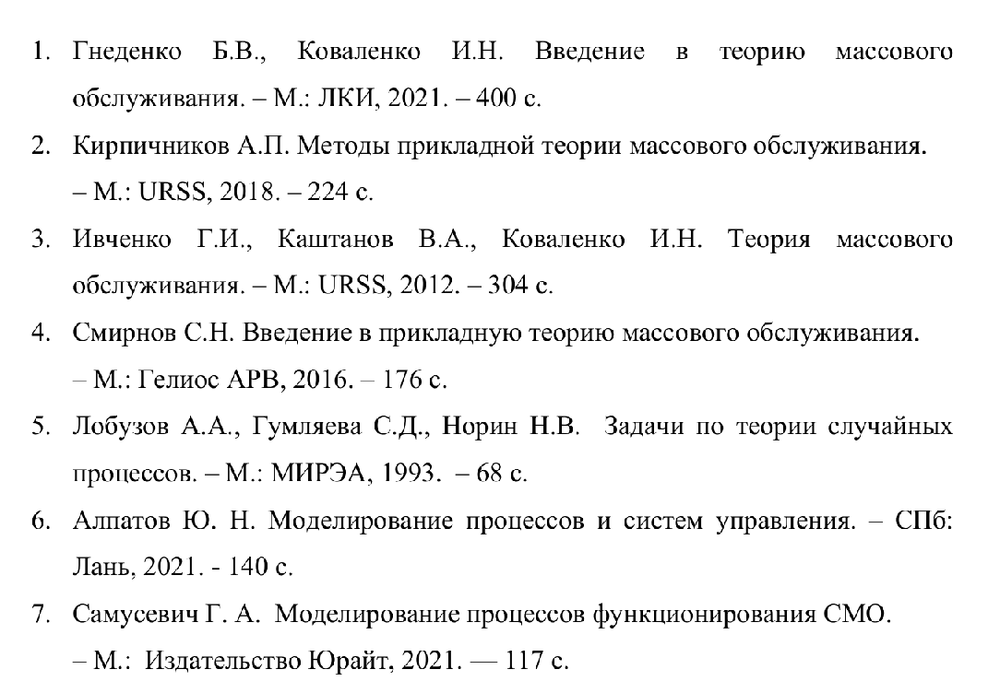 1. Гнеденко Б.В., Коваленко И.Н. Введение в теорию массового
обслуживания. – М.: ЛКИ, 2021. – 400 с.
2. Кирпичников А.П. Методы прикладной теории массового обслуживания.
– М.: URSS, 2018. – 224 с.
3. Ивченко Г.И., Каштанов В.А., Коваленко И.Н. Теория массового
обслуживания. – М.: URSS, 2012. – 304 с.
4. Смирнов С.Н. Введение в прикладную теорию массового обслуживания.
– М.: Гелиос АРВ, 2016. – 176 с.
5. Лобузов А.А., Гумляева С.Д., Норин Н.В. Задачи по теории случайных
процессов. – М.: МИРЭА, 1993. – 68 с.
6. Алпатов Ю. Н. Моделирование процессов и систем управления. – СПб:
Лань, 2021. - 140 с.
7. Самусевич Г. А. Моделирование процессов функционирования СМО.
– М.: Издательство Юрайт, 2021. — 117 с.